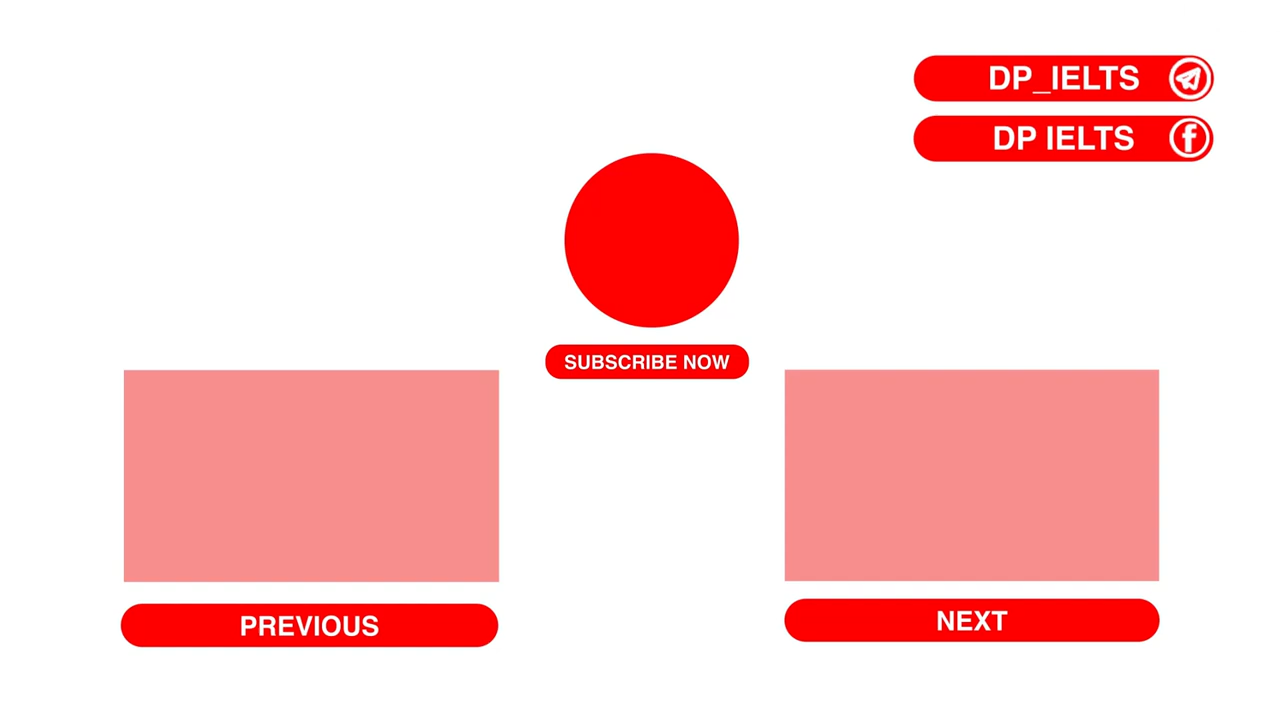 DP_IELTS
DP IELTS
SUBSCRIBE NOW
PREVIOUS
NEXT